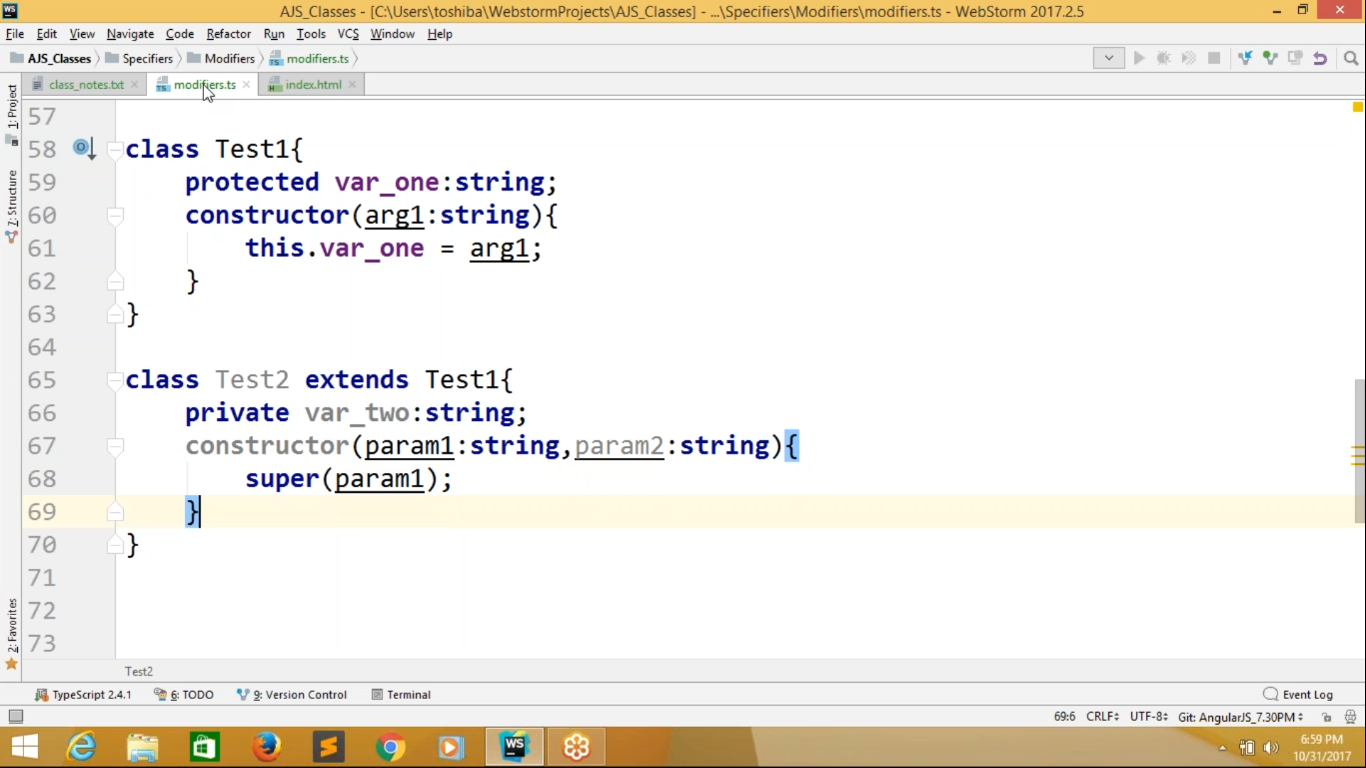 AJS_Classes - [C:\Users\toshiba\WebstormProjects\AJS_Classes] - ...\Specifiers\Modifiers\modifiers.ts - WebStorm 2017.2.5
File Edit View Navigate Code Refactor Run Tools VCS Window Help
AJS_Classes Specifiers Modifiers modifiers.ts
class_notes.txt modifiers.ts index.html
1: Project
7: Structure
2: Favorites
57
58 class Test1{
59 protected var_one:string;
60 constructor(arg1:string){
61 this.var_one = arg1;
62 }
63 }
64
65 class Test2 extends Test1{
66 private var_two:string;
67 constructor(param1:string,param2:string){
68 super(param1);
69 }
70 }
71
72
73
Test2
TypeScript 2.4.1 6: TODO 9: Version Control Terminal Event Log
69:6 CRLF UTF-8 Git: AngularJS_7.30PM
WS
6:59 PM
10/31/2017